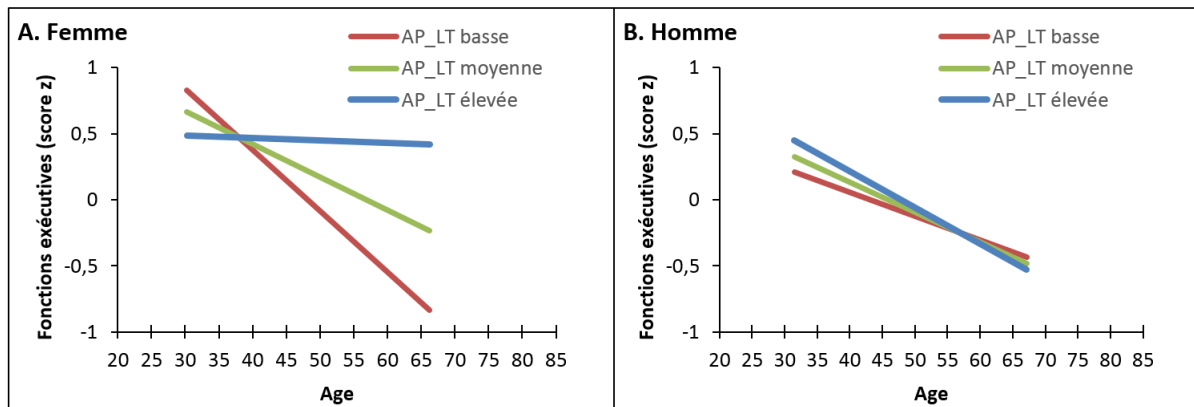 A. Femme
AP_LT basse
AP_LT moyenne
AP_LT élevée
Fonctions exécutives (score z)
1
0,5
0
-0,5
-1
20 25 30 35 40 45 50 55 60 65 70 75 80 85
Age
B. Homme
AP_LT basse
AP_LT moyenne
AP_LT élevée
Fonctions exécutives (score z)
1
0,5
0
-0,5
-1
20 25 30 35 40 45 50 55 60 65 70 75 80 85
Age